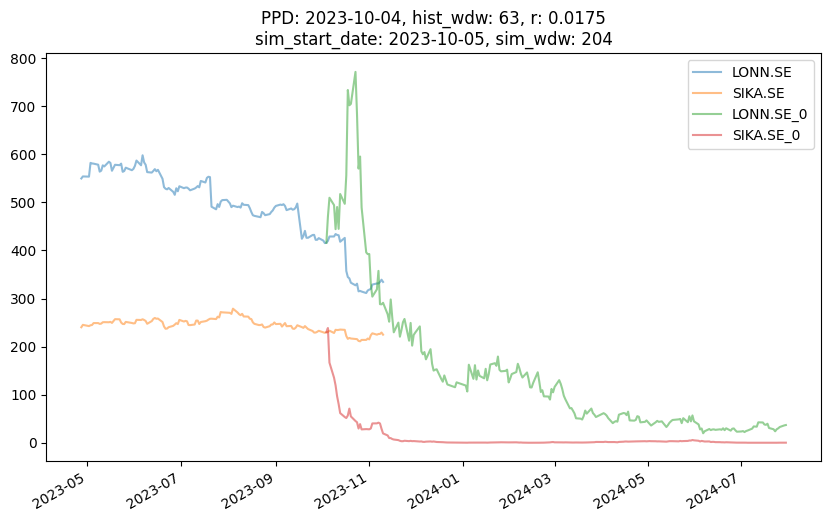 PPD: 2023-10-04, hist_wdw: 63, r: 0.0175
sim_start_date: 2023-10-05, sim_wdw: 204
LONN.SE
SIKA.SE
LONN.SE_0
SIKA.SE_0
800
700
600
500
400
300
200
100
0
2023-05
2023-07
2023-09
2023-11
2024-01
2024-03
2024-05
2024-07